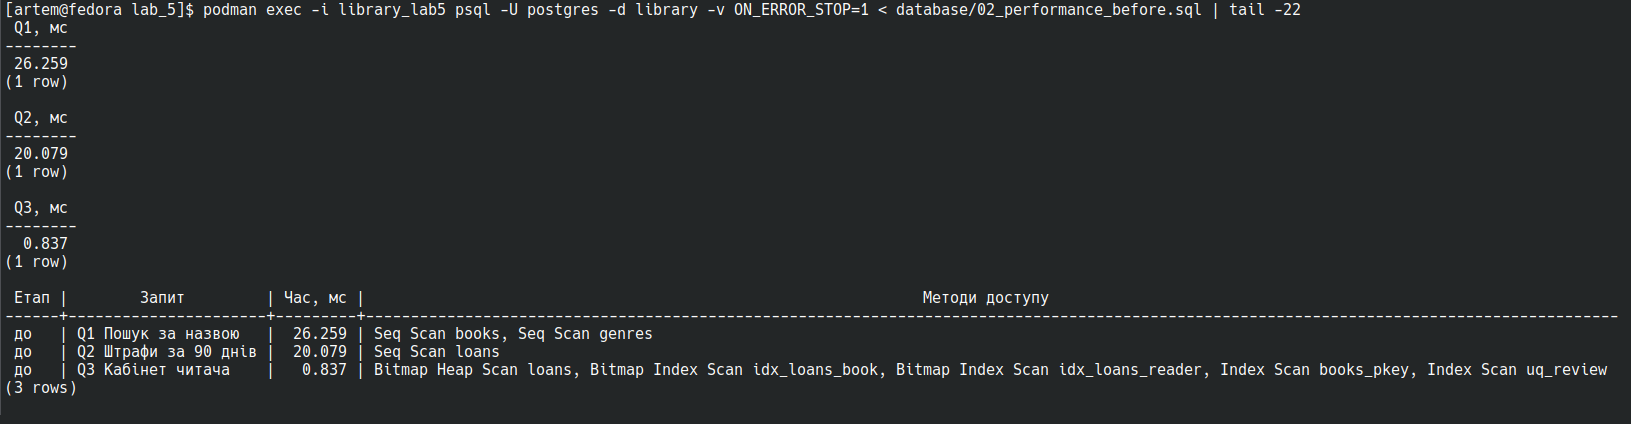 [artem@fedora lab_5]$ podman exec -i library_lab5 psql -U postgres -d library -v ON_ERROR_STOP=1 < database/02_performance_before.sql | tail -22
 Q1, мс
--------
 26.259
(1 row)

 Q2, мс
--------
 20.079
(1 row)

 Q3, мс
--------
  0.837
(1 row)

 Етап |        Запит         | Час, мс |                                                              Методи доступу
------+----------------------+---------+-------------------------------------------------------------------------------------------------------------------------------------------
 до   | Q1 Пошук за назвою   |  26.259 | Seq Scan books, Seq Scan genres
 до   | Q2 Штрафи за 90 днів |  20.079 | Seq Scan loans
 до   | Q3 Кабінет читача    |   0.837 | Bitmap Heap Scan loans, Bitmap Index Scan idx_loans_book, Bitmap Index Scan idx_loans_reader, Index Scan books_pkey, Index Scan uq_review
(3 rows)